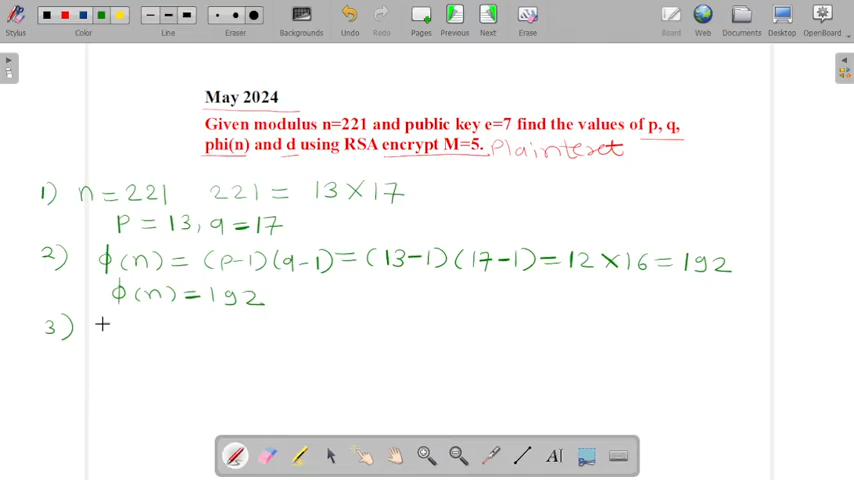 Stylus
Color
Line
Eraser
Backgrounds
Undo
Redo
Pages
Previous
Next
Erase
Board
Web
Documents
Desktop
OpenBoard
May 2024
Given modulus n=221 and public key e=7 find the values of p, q,
phi(n) and d using RSA encrypt M=5. Plainteret
1) n=221 221 = 13×17
P = 13, q=17
2) ϕ(n) = (p-1)(q-1)=(13-1)(17-1)=12×16=192
ϕ(n)=192
3)
AI